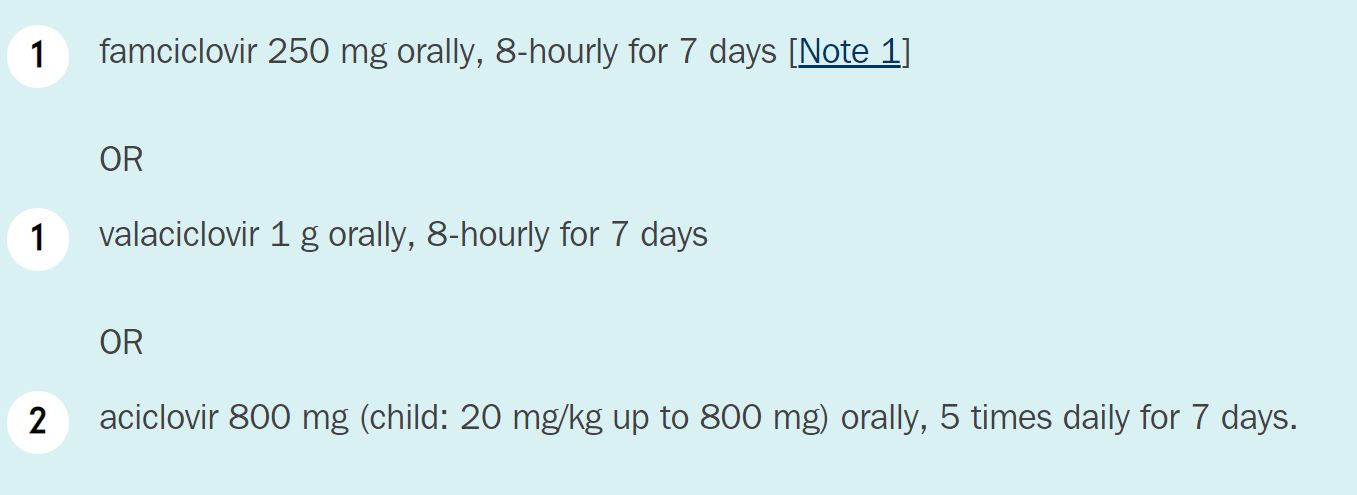 1 famciclovir 250 mg orally, 8-hourly for 7 days [Note 1]
OR
1 valaciclovir 1 g orally, 8-hourly for 7 days
OR
2 aciclovir 800 mg (child: 20 mg/kg up to 800 mg) orally, 5 times daily for 7 days.